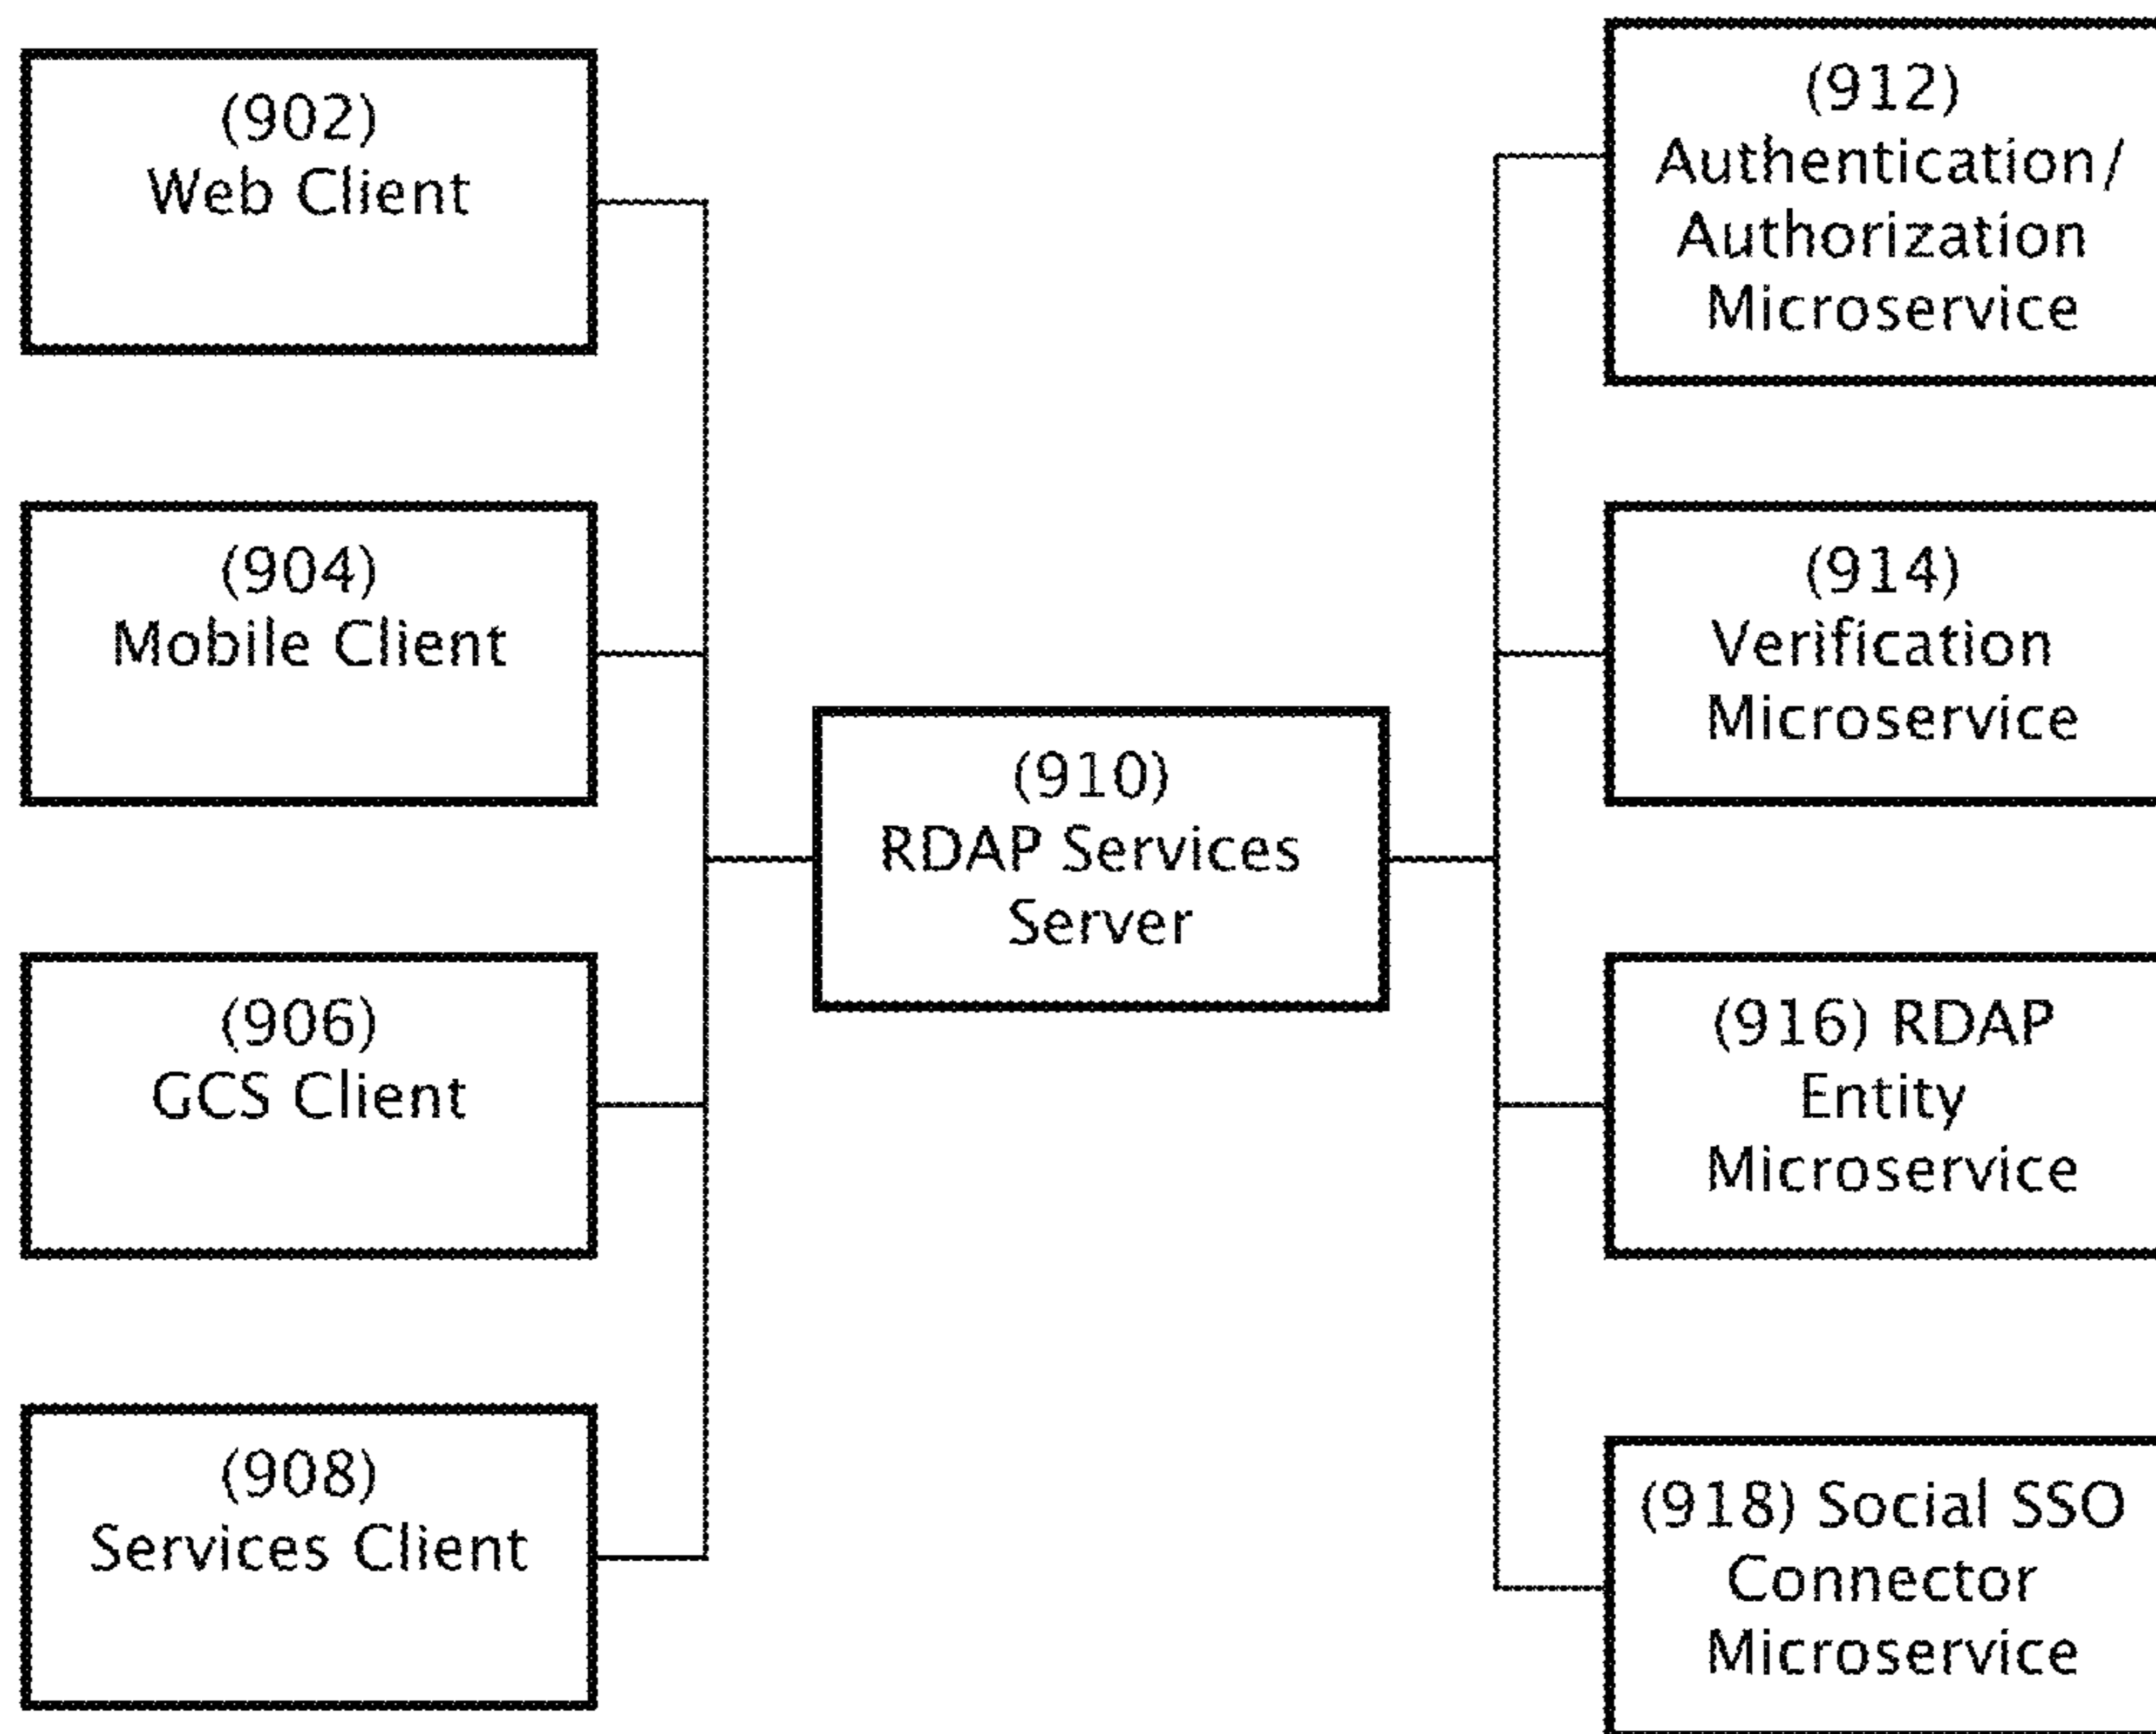 (902)
Web Client
(904)
Mobile Client
(906)
GCS Client
(908)
Services Client
(910)
RDAP Services
Server
(912)
Authentication/
Authorization
Microservice
(914)
Verification
Microservice
(916) RDAP
Entity
Microservice
(918) Social SSO
Connector
Microservice